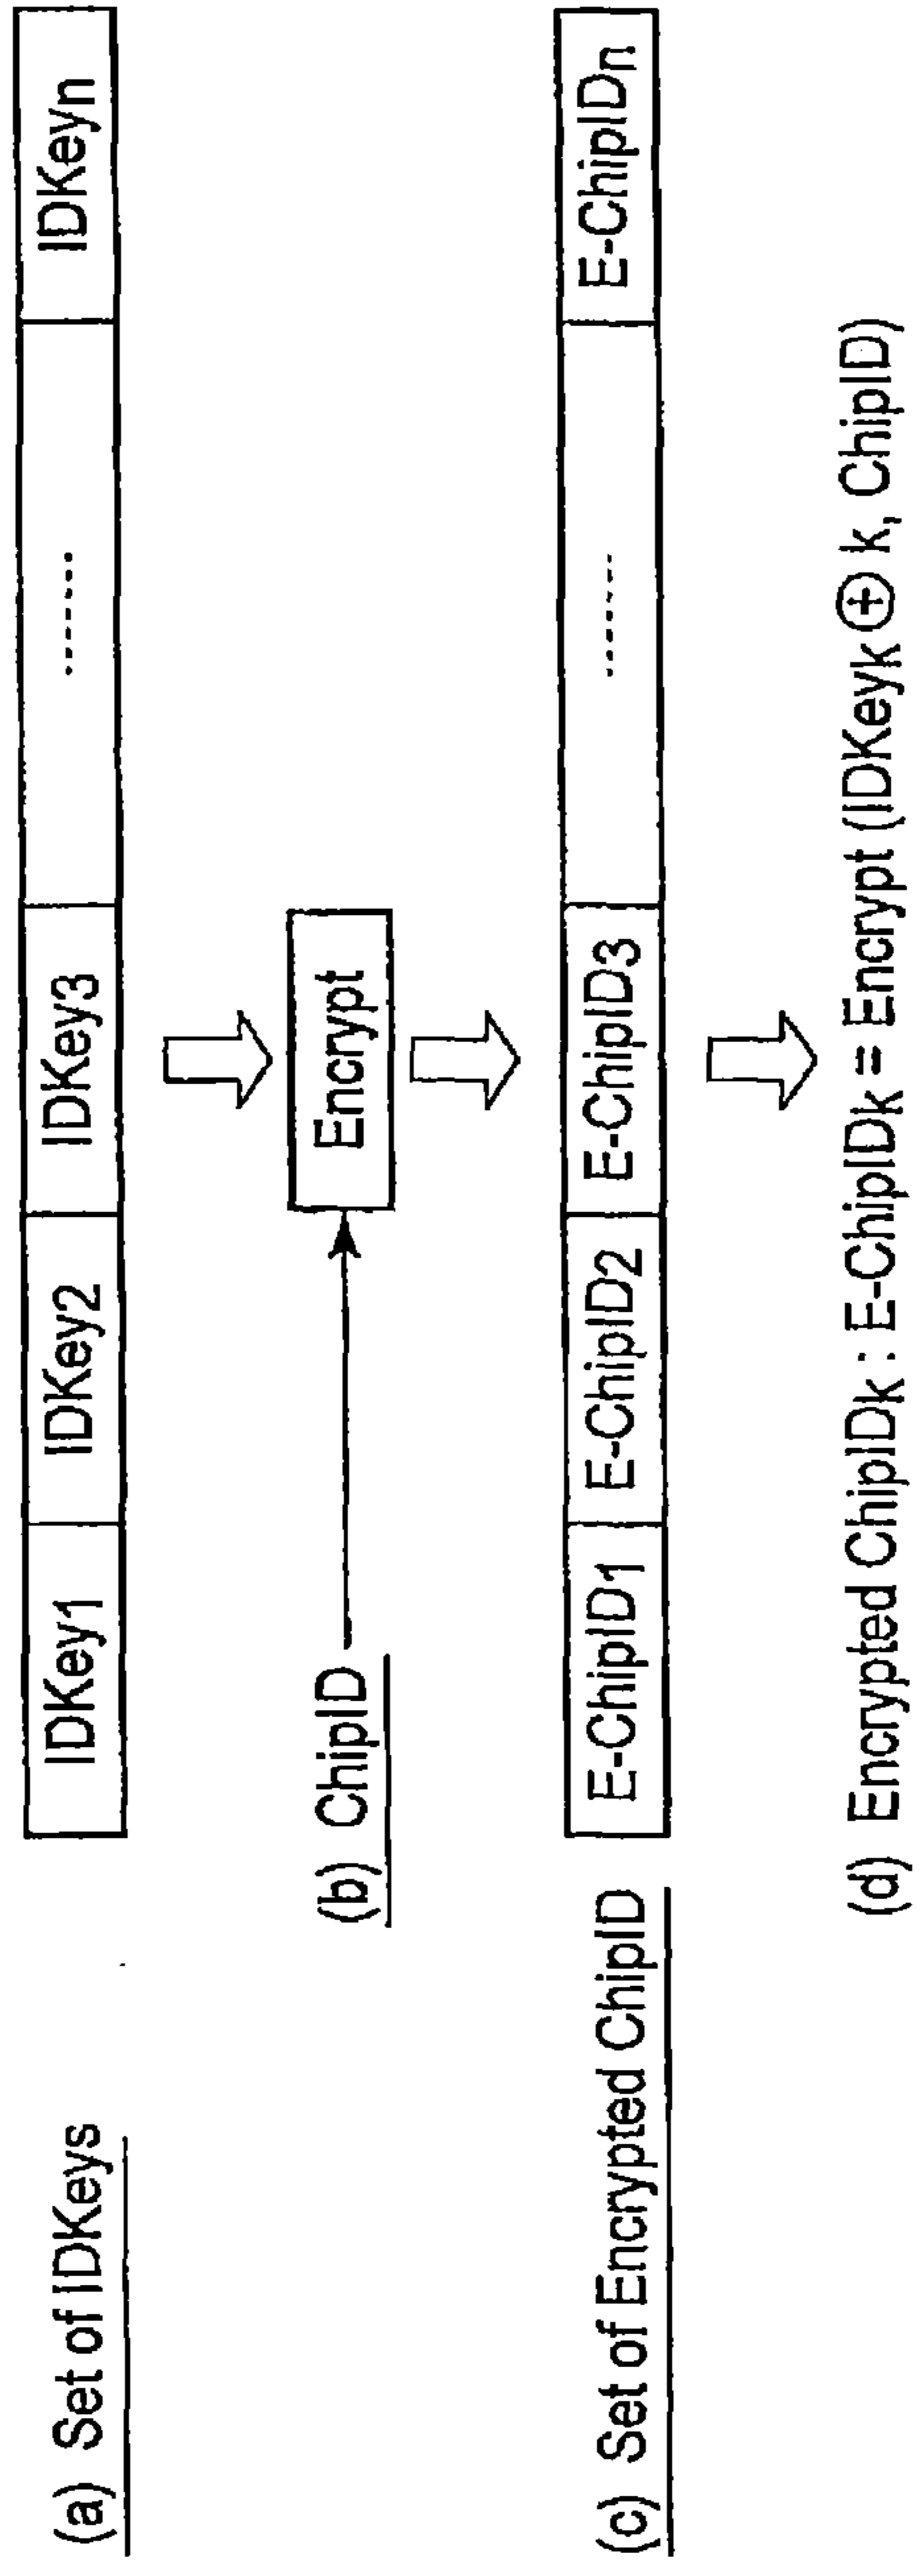 (a) Set of IDKeys
IDKey1 IDKey2 IDKey3 ....... IDKeyn
(b) ChipID
Encrypt
(c) Set of Encrypted ChipID
E-ChipID1 E-ChipID2 E-ChipID3 ....... E-ChipIDn
(d) Encrypted ChipIDk : E-ChipIDk = Encrypt (IDKeyk ⊕ k, ChipID)